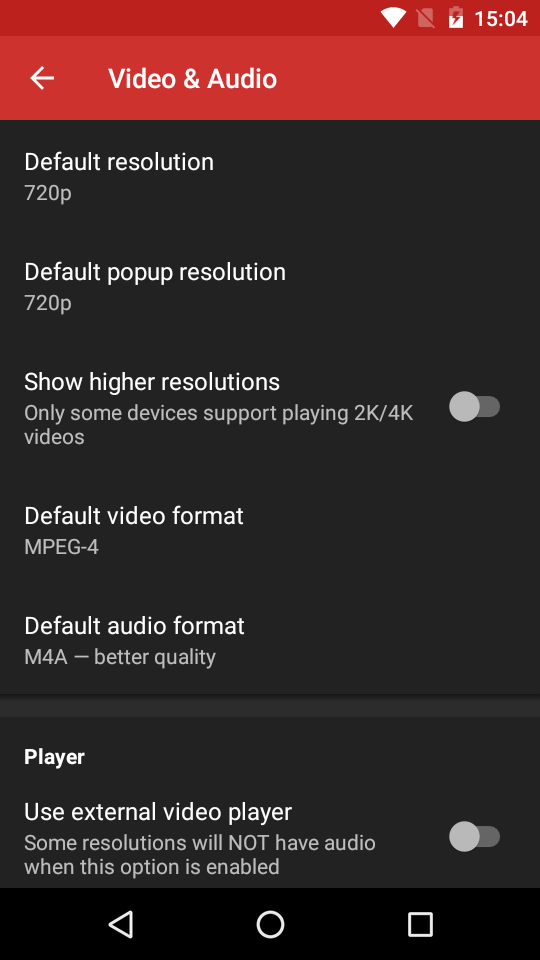 15:04
Video & Audio
Default resolution
720p
Default popup resolution
720p
Show higher resolutions
Only some devices support playing 2K/4K
videos
Default video format
MPEG-4
Default audio format
M4A — better quality
Player
Use external video player
Some resolutions will NOT have audio
when this option is enabled